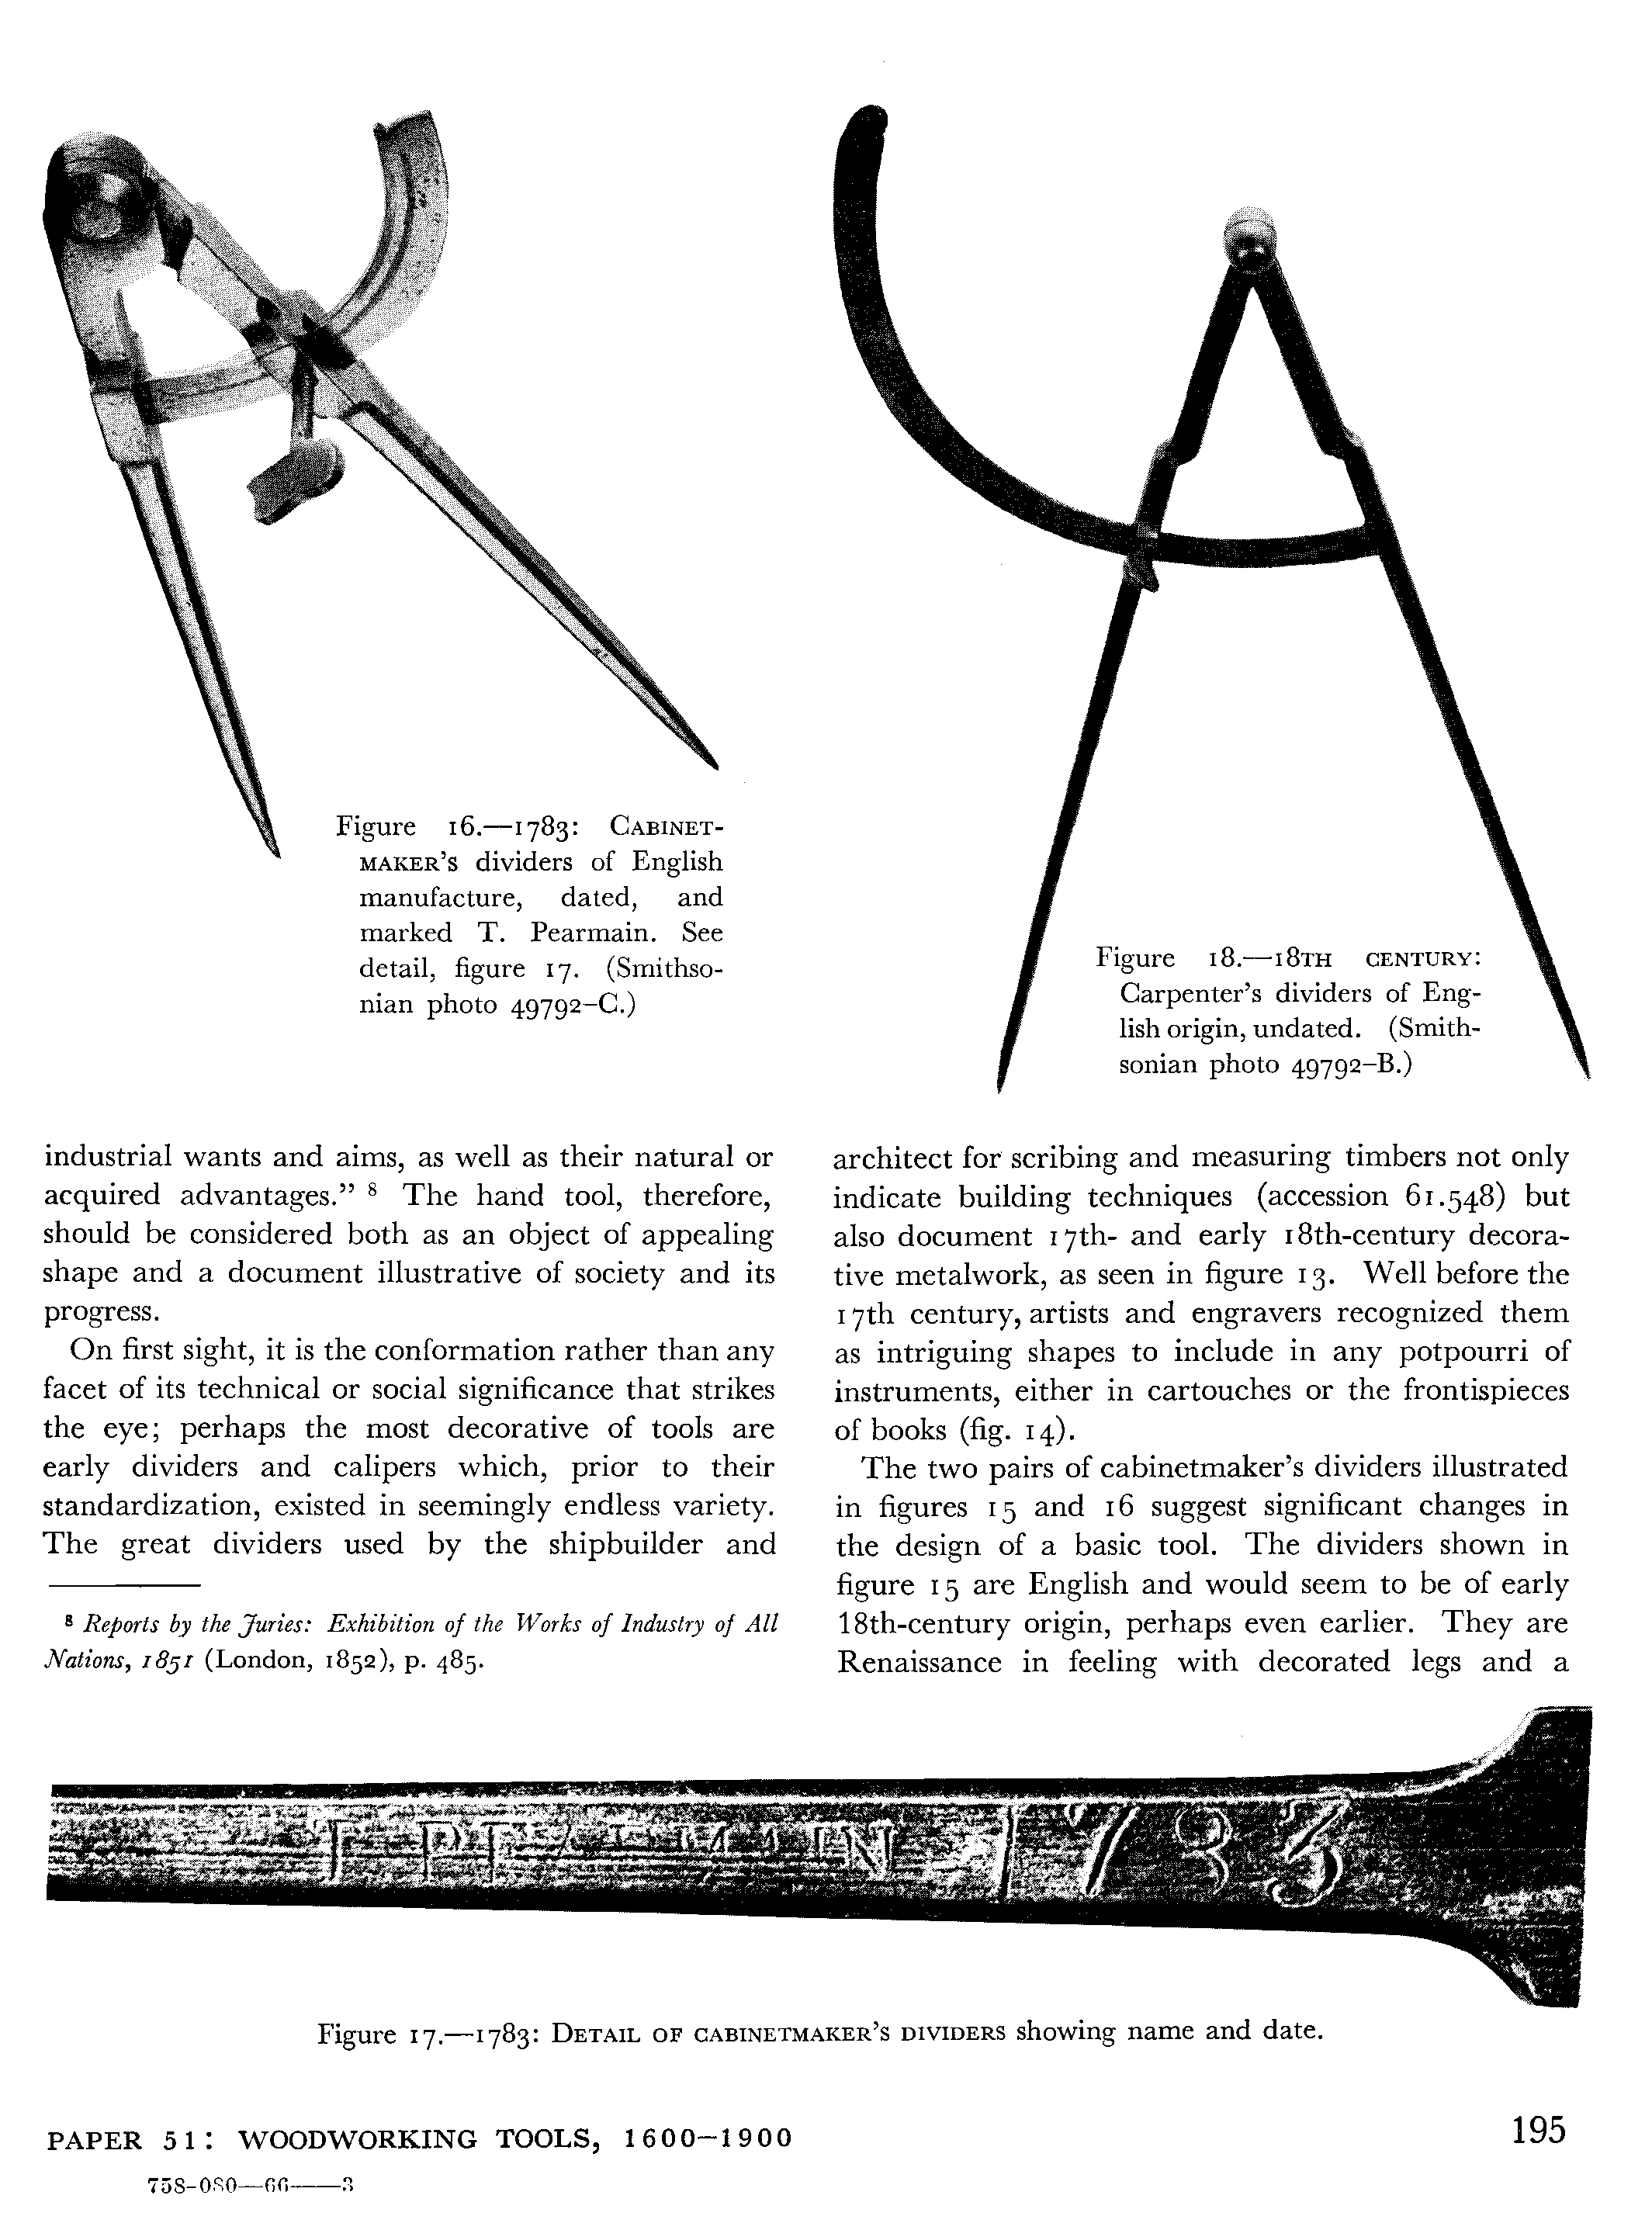 Figure 16.—1783: CABINET-
MAKER'S dividers of English
manufacture, dated, and
marked T. Pearmain. See
detail, figure 17. (Smithso-
nian photo 49792–C.)
Figure 18.—18TH CENTURY:
Carpenter's dividers of Eng-
lish origin, undated. (Smith-
sonian photo 49792–B.)
industrial wants and aims, as well as their natural or
acquired advantages." 8 The hand tool, therefore,
should be considered both as an object of appealing
shape and a document illustrative of society and its
progress.
On first sight, it is the conformation rather than any
facet of its technical or social significance that strikes
the eye; perhaps the most decorative of tools are
early dividers and calipers which, prior to their
standardization, existed in seemingly endless variety.
The great dividers used by the shipbuilder and
8 Reports by the Juries: Exhibition of the Works of Industry of All
Nations, 1851 (London, 1852), p. 485.
architect for scribing and measuring timbers not only
indicate building techniques (accession 61.548) but
also document 17th- and early 18th-century decora-
tive metalwork, as seen in figure 13. Well before the
17th century, artists and engravers recognized them
as intriguing shapes to include in any potpourri of
instruments, either in cartouches or the frontispieces
of books (fig. 14).
The two pairs of cabinetmaker's dividers illustrated
in figures 15 and 16 suggest significant changes in
the design of a basic tool. The dividers shown in
figure 15 are English and would seem to be of early
18th-century origin, perhaps even earlier. They are
Renaissance in feeling with decorated legs and a
T PEARMAIN 1783
Figure 17.—1783: DETAIL OF CABINETMAKER'S DIVIDERS showing name and date.
PAPER 51: WOODWORKING TOOLS, 1600–1900
195
758-080—66——3